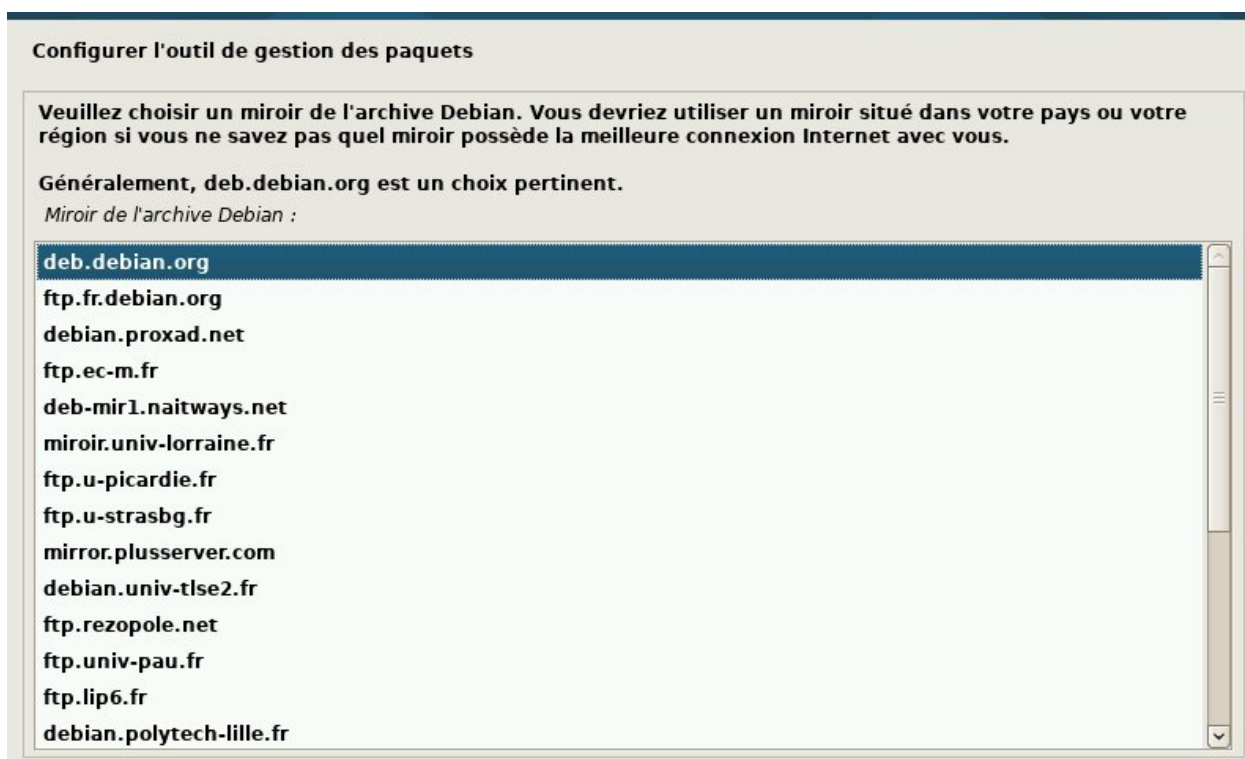 Configurer l'outil de gestion des paquets
Veuillez choisir un miroir de l'archive Debian. Vous devriez utiliser un miroir situé dans votre pays ou votre
région si vous ne savez pas quel miroir possède la meilleure connexion Internet avec vous.
Généralement, deb.debian.org est un choix pertinent.
Miroir de l'archive Debian :
deb.debian.org
ftp.fr.debian.org
debian.proxad.net
ftp.ec-m.fr
deb-mir1.naitways.net
miroir.univ-lorraine.fr
ftp.u-picardie.fr
ftp.u-strasbg.fr
mirror.plusserver.com
debian.univ-tlse2.fr
ftp.rezopole.net
ftp.univ-pau.fr
ftp.lip6.fr
debian.polytech-lille.fr